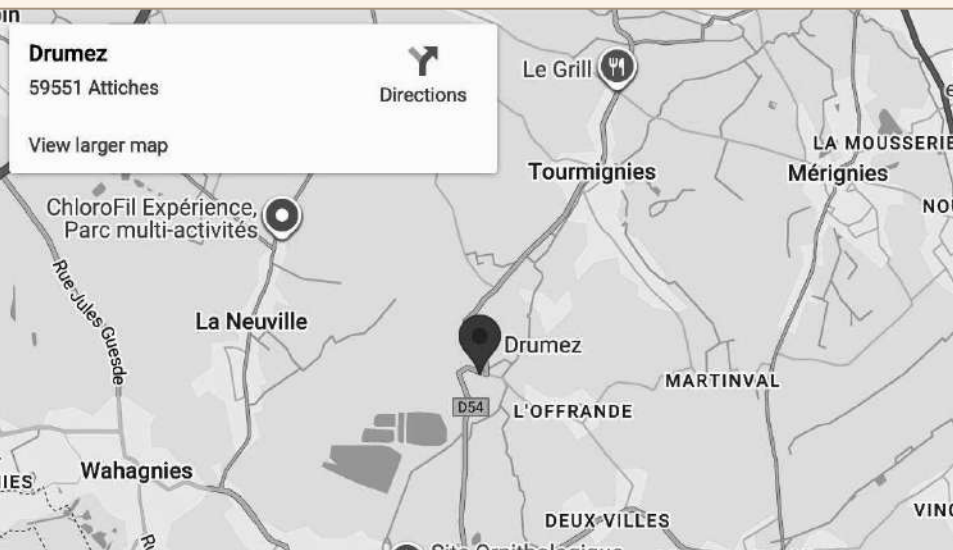 Drumez
59551 Attiches
Directions
View larger map
Le Grill
LA MOUSSERIE
Tourmignies
Mérignies
ChloroFil Expérience,
Parc multi-activités
Rue Jules Guesde
La Neuville
Drumez
MARTINVAL
D54
L'OFFRANDE
Wahagnies
DEUX VILLES